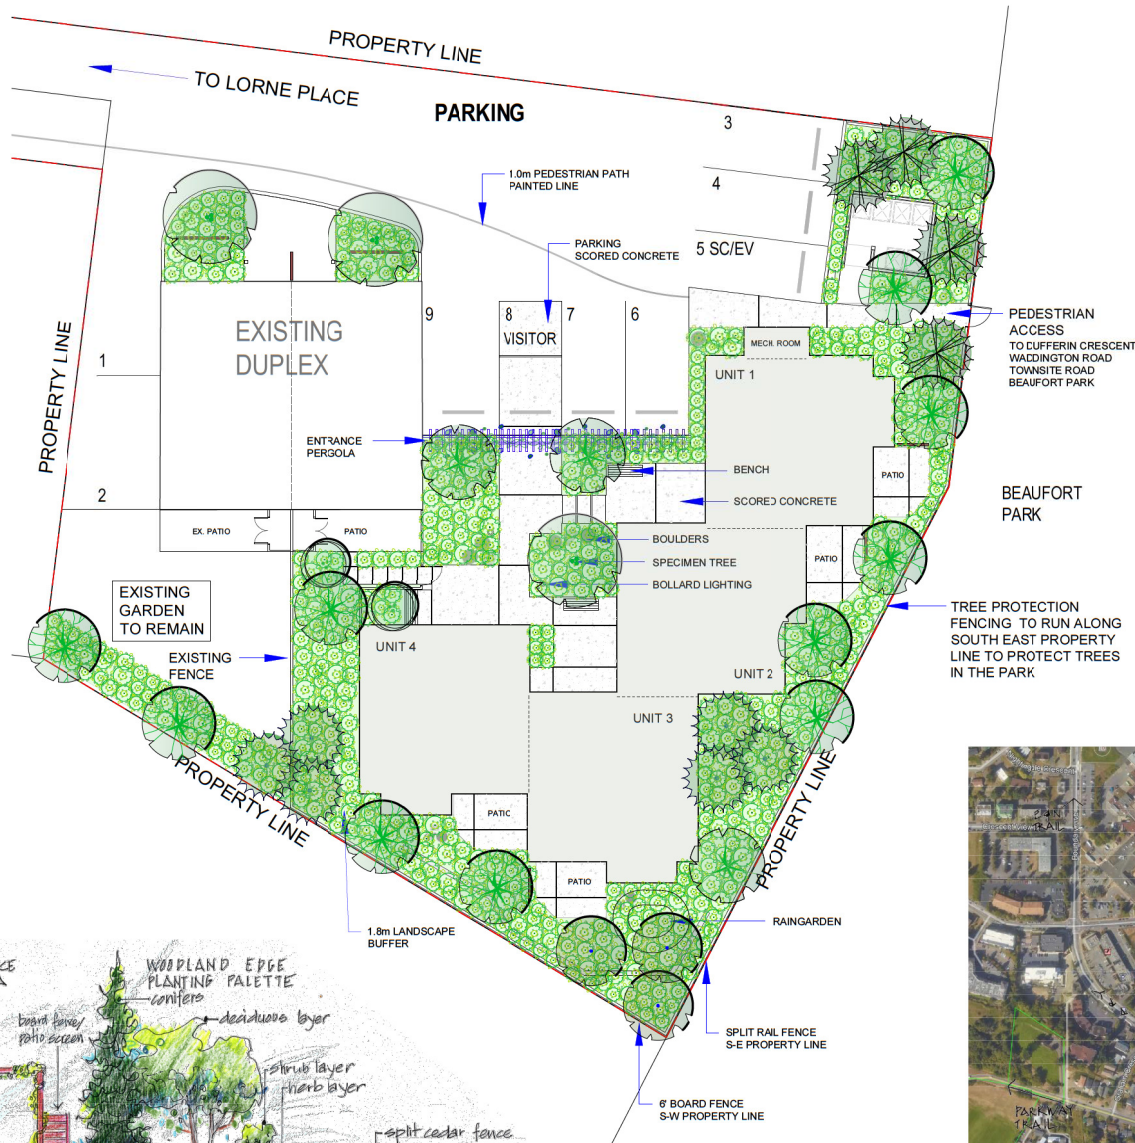 PROPERTY LINE
TO LORNE PLACE
PARKING
3
1.0m PEDESTRIAN PATH
PAINTED LINE
4
PARKING
SCORED CONCRETE
5 SC/EV
9
8
7
6
VISITOR
EXISTING
DUPLEX
PEDESTRIAN
ACCESS
TO DUFFERIN CRESCENT
WADDINGTON ROAD
TOWNSITE ROAD
BEAUFORT PARK
MECH. ROOM
UNIT 1
1
PROPERTY LINE
ENTRANCE
PERGOLA
BENCH
PATIO
2
SCORED CONCRETE
BEAUFORT
PARK
EX. PATIO
PATIO
BOULDERS
PATIO
SPECIMEN TREE
BOLLARD LIGHTING
EXISTING
GARDEN
TO REMAIN
TREE PROTECTION
FENCING TO RUN ALONG
SOUTH EAST PROPERTY
LINE TO PROTECT TREES
IN THE PARK
UNIT 4
EXISTING
FENCE
UNIT 2
UNIT 3
PROPERTY LINE
PROPERTY LINE
PATIO
PATIO
RAINGARDEN
1.8m LANDSCAPE
BUFFER
SPLIT RAIL FENCE
S-E PROPERTY LINE
6' BOARD FENCE
S-W PROPERTY LINE
WOODLAND EDGE
PLANTING PALETTE
conifers
deciduous layer
board fence/
patio screen
shrub layer
herb layer
split cedar fence
PARKWAY
TRAIL